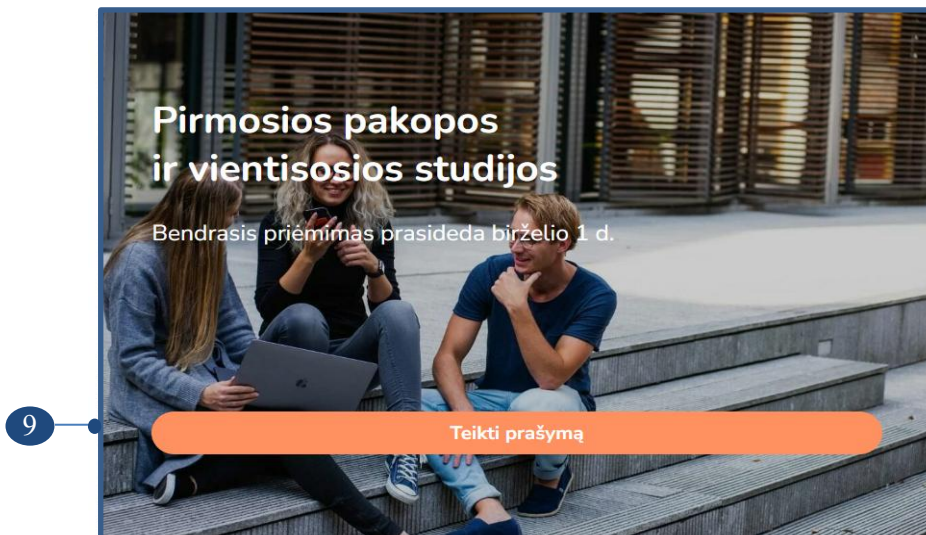 Pirmosios pakopos
ir vientisosios studijos
Bendrasis priėmimas prasideda birželio 1 d.
9
Teikti prašymą